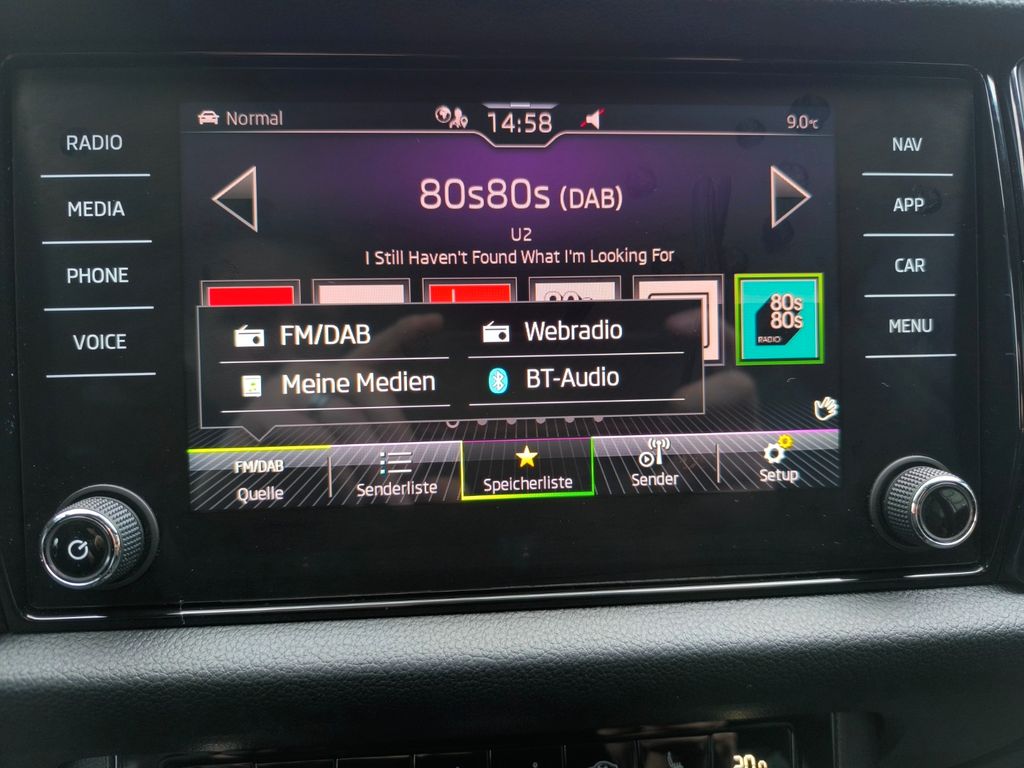 RADIO
MEDIA
PHONE
VOICE
Normal
14:58
9.0°C
80s80s (DAB)
U2
I Still Haven't Found What I'm Looking For
80s
80s
RADIO
FM/DAB
Webradio
Meine Medien
BT-Audio
FM/DAB
Quelle
Senderliste
Speicherliste
Sender
Setup
NAV
APP
CAR
MENU